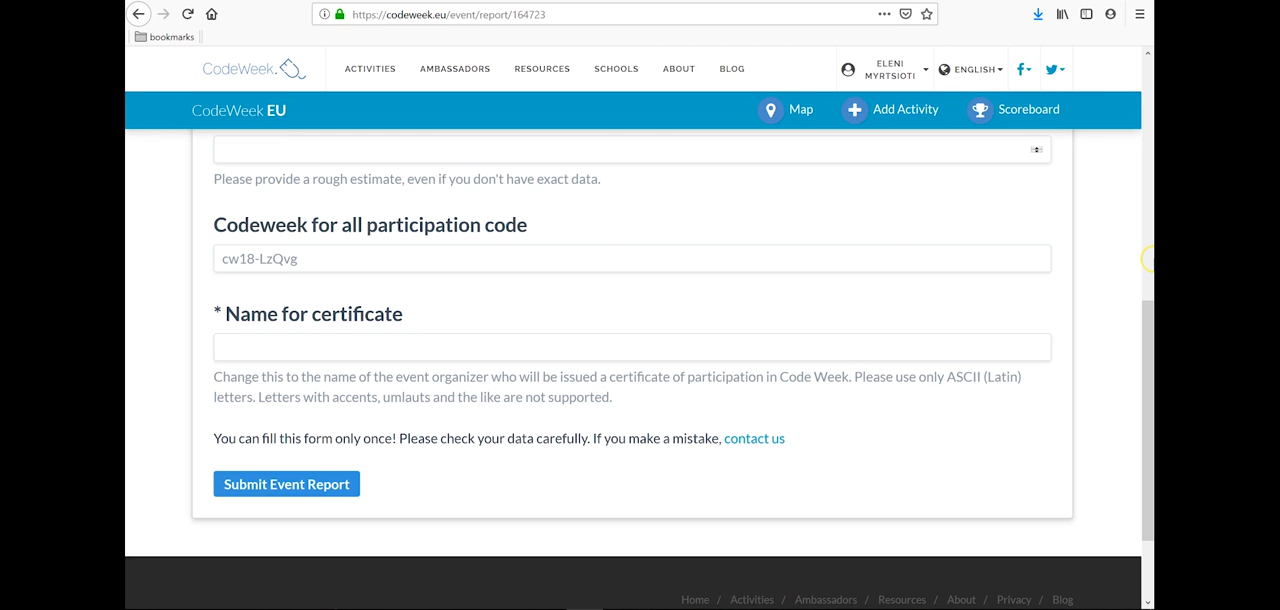 https://codeweek.eu/event/report/164723
bookmarks
CodeWeek.
ACTIVITIES
AMBASSADORS
RESOURCES
SCHOOLS
ABOUT
BLOG
ELENI
MYRTSIOTI
ENGLISH
CodeWeek EU
Map
Add Activity
Scoreboard
Please provide a rough estimate, even if you don't have exact data.
Codeweek for all participation code
cw18-LzQvg
* Name for certificate
Change this to the name of the event organizer who will be issued a certificate of participation in Code Week. Please use only ASCII (Latin)
letters. Letters with accents, umlauts and the like are not supported.
You can fill this form only once! Please check your data carefully. If you make a mistake, contact us
Submit Event Report
Home / Activities / Ambassadors / Resources / About / Privacy / Blog